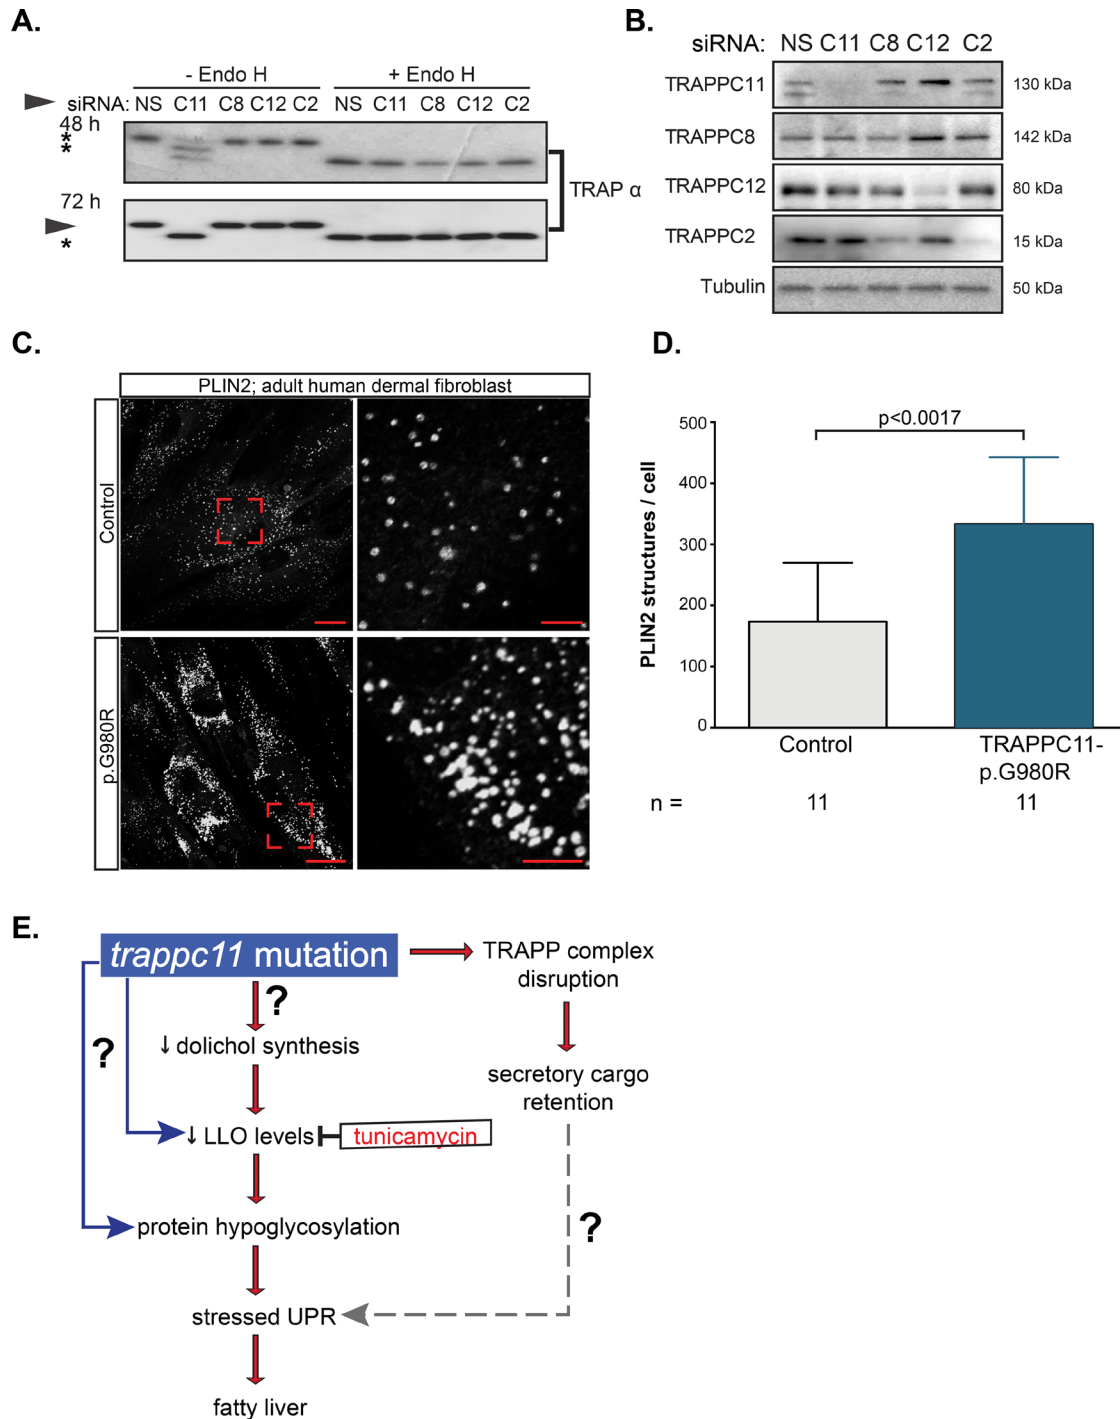 A.
- Endo H + Endo H
siRNA: NS C11 C8 C12 C2 NS C11 C8 C12 C2
48 h
*
*
TRAP α
72 h
*
B.
siRNA: NS C11 C8 C12 C2
TRAPPC11 130 kDa
TRAPPC8 142 kDa
TRAPPC12 80 kDa
TRAPPC2 15 kDa
Tubulin 50 kDa
C.
PLIN2; adult human dermal fibroblast
Control
p.G980R
D.
p<0.0017
PLIN2 structures / cell
500
400
300
200
100
0
Control TRAPPC11-
p.G980R
n = 11 11
E.
trappc11 mutation
TRAPP complex
disruption
?
?
↓ dolichol synthesis
secretory cargo
retention
↓ LLO levels
tunicamycin
protein hypoglycosylation
?
stressed UPR
fatty liver